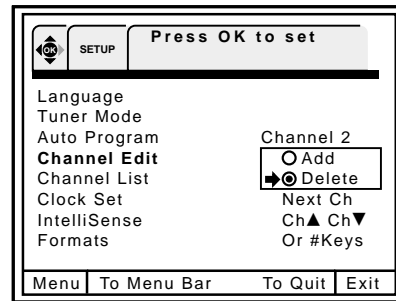 Press OK to set
OK SETUP
Language
Tuner Mode
Auto Program Channel 2
Channel Edit Add
Channel List Delete
Clock Set Next Ch
IntelliSense Ch▲ Ch▼
Formats Or #Keys
Menu To Menu Bar To Quit Exit